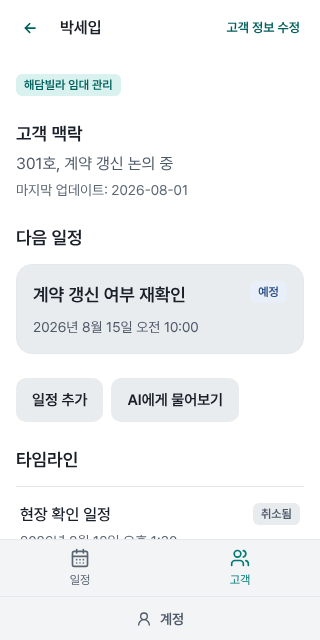 박세입
고객 정보 수정
해담빌라 임대 관리
고객 맥락
301호, 계약 갱신 논의 중
마지막 업데이트: 2026-08-01
다음 일정
계약 갱신 여부 재확인
예정
2026년 8월 15일 오전 10:00
일정 추가
AI에게 물어보기
타임라인
현장 확인 일정
취소됨
일정
고객
계정